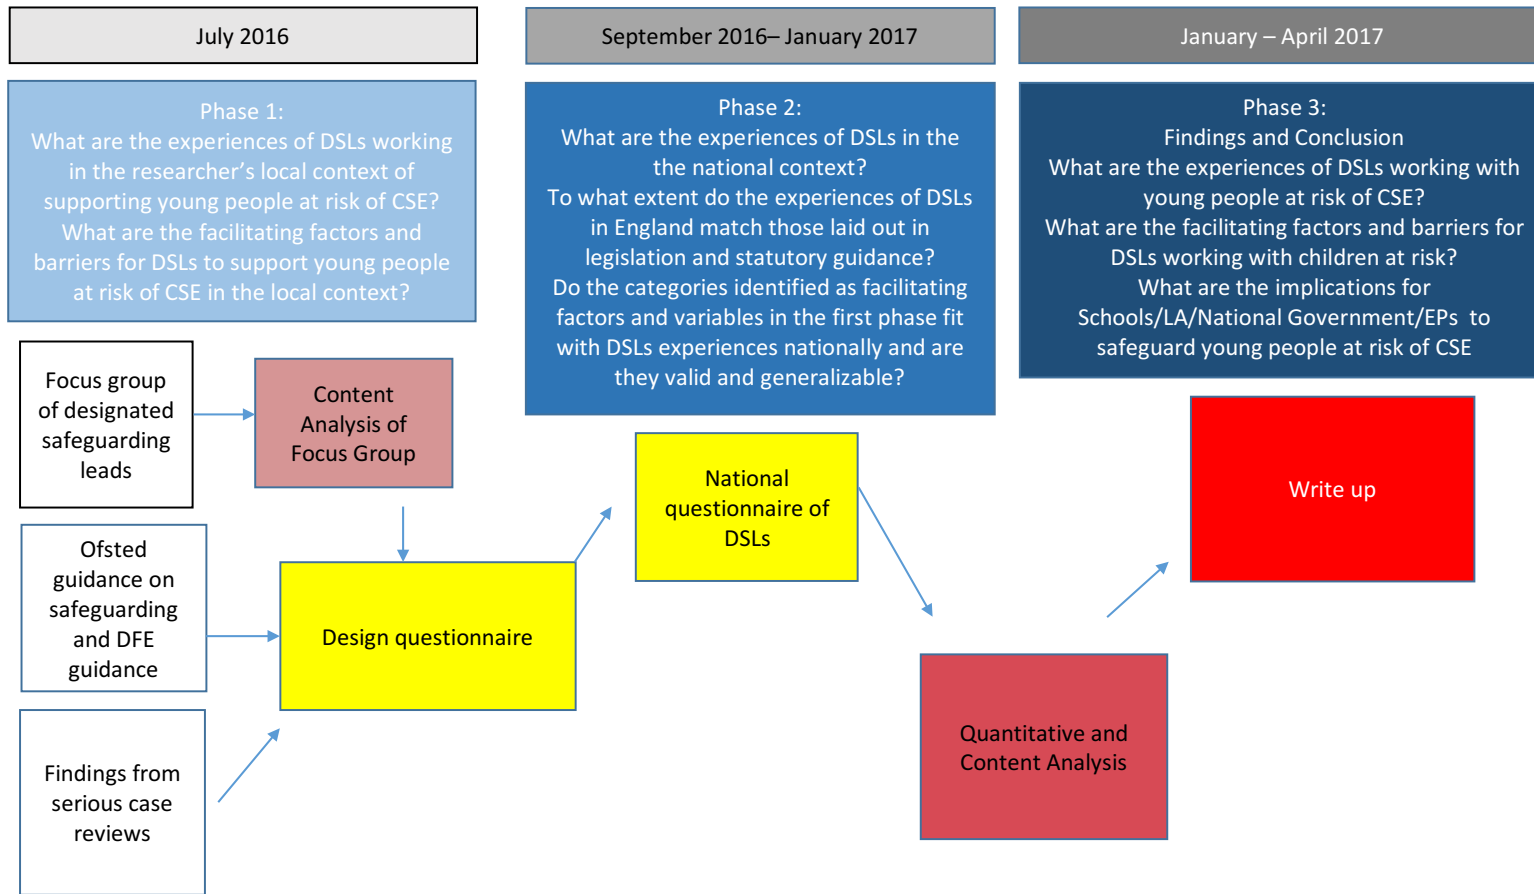 July 2016
September 2016– January 2017
January – April 2017
Phase 1:
What are the experiences of DSLs working
in the researcher's local context of
supporting young people at risk of CSE?
What are the facilitating factors and
barriers for DSLs to support young people
at risk of CSE in the local context?
Phase 2:
What are the experiences of DSLs in the
the national context?
To what extent do the experiences of DSLs
in England match those laid out in
legislation and statutory guidance?
Do the categories identified as facilitating
factors and variables in the first phase fit
with DSLs experiences nationally and are
they valid and generalizable?
Phase 3:
Findings and Conclusion
What are the experiences of DSLs working with
young people at risk of CSE?
What are the facilitating factors and barriers for
DSLs working with children at risk?
What are the implications for
Schools/LA/National Government/EPs to
safeguard young people at risk of CSE
Focus group
of designated
safeguarding
leads
Content
Analysis of
Focus Group
Ofsted
guidance on
safeguarding
and DFE
guidance
Design questionnaire
Findings from
serious case
reviews
National
questionnaire of
DSLs
Quantitative and
Content Analysis
Write up